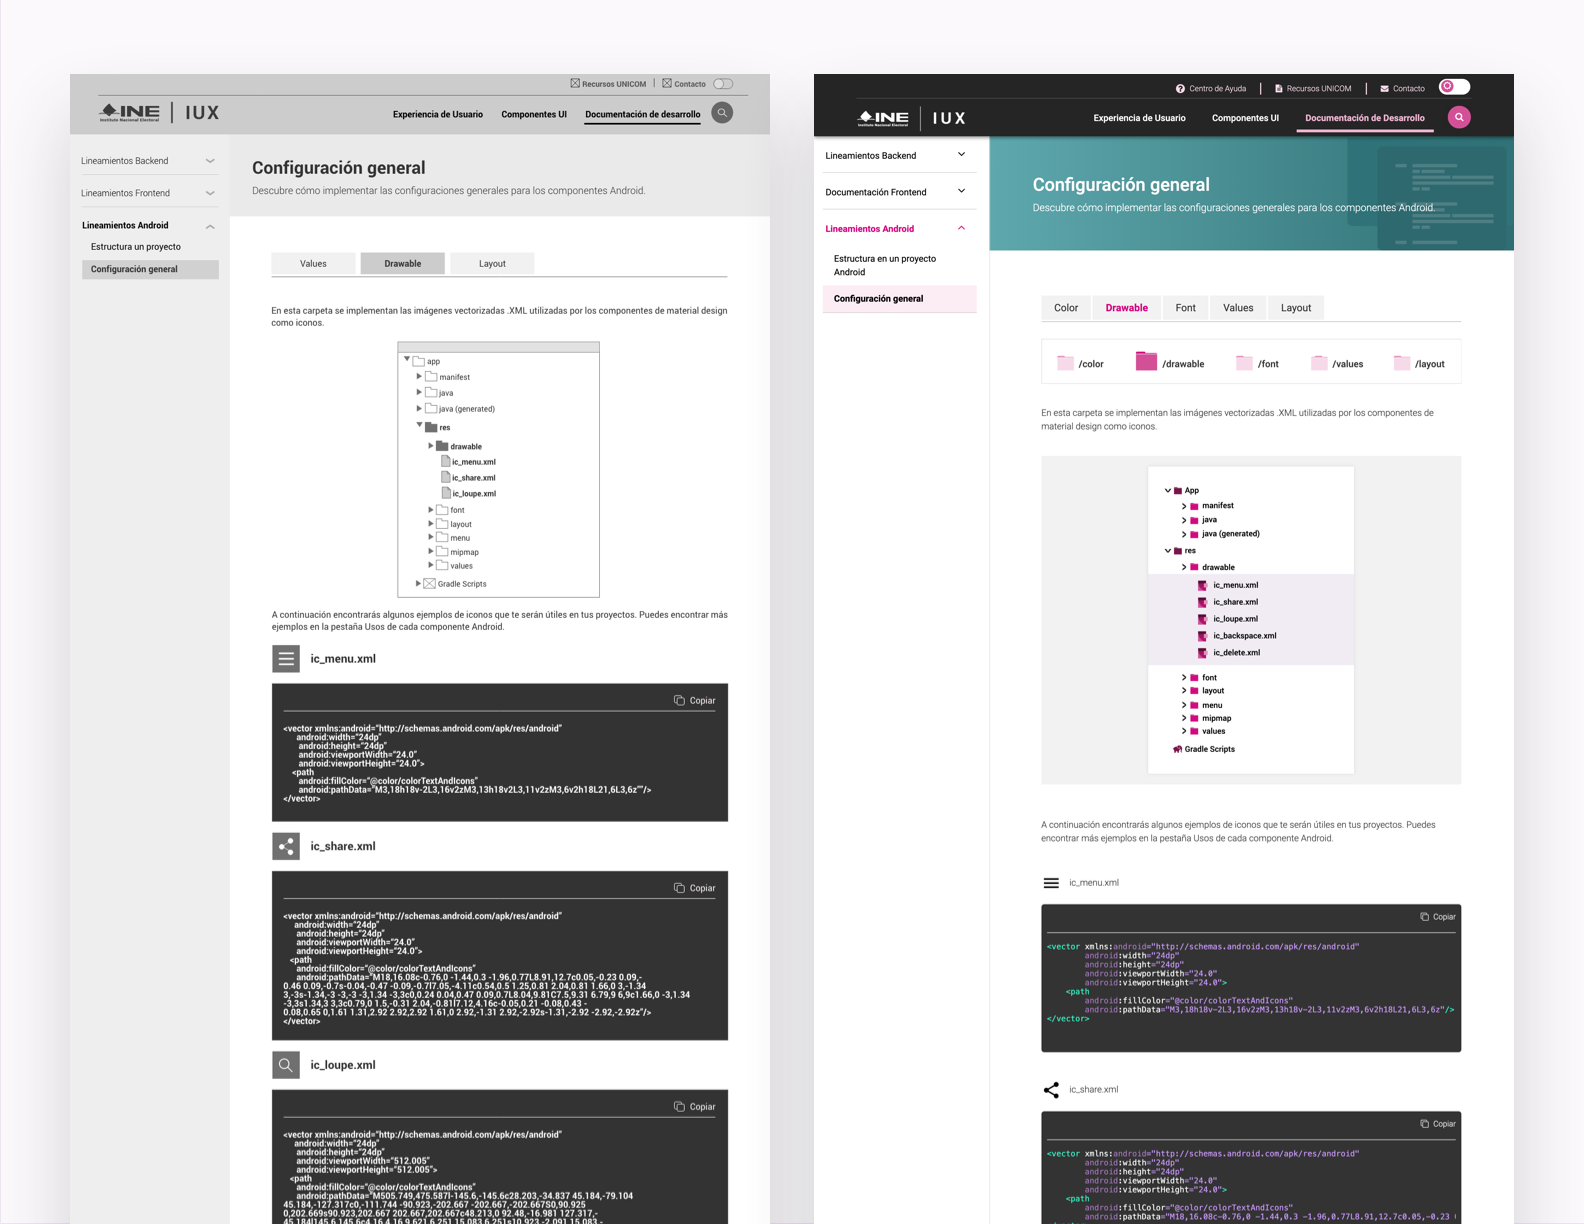 Recursos UNICOM
Contacto
INE
Instituto Nacional Electoral
IUX
Experiencia de Usuario
Componentes UI
Documentación de desarrollo
Lineamientos Backend
Lineamientos Frontend
Lineamientos Android
Estructura un proyecto
Configuración general
Configuración general
Descubre cómo implementar las configuraciones generales para los componentes Android.
Values
Drawable
Layout
En esta carpeta se implementan las imágenes vectorizadas .XML utilizadas por los componentes de material design
como iconos.
app
manifest
java
java (generated)
res
drawable
ic_menu.xml
ic_share.xml
ic_loupe.xml
font
layout
menu
mipmap
values
Gradle Scripts
A continuación encontrarás algunos ejemplos de iconos que te serán útiles en tus proyectos. Puedes encontrar más
ejemplos en la pestaña Usos de cada componente Android.
ic_menu.xml
Copiar
<vector xmlns:android="http://schemas.android.com/apk/res/android"
android:width="24dp"
android:height="24dp"
android:viewportWidth="24.0"
android:viewportHeight="24.0">
<path
android:fillColor="@color/colorTextAndIcons"
android:pathData="M3,18h18v-2L3,16v2zM3,13h18v2L3,11v2zM3,6v2h18L21,6L3,6z""/>
</vector>
ic_share.xml
Copiar
<vector xmlns:android="http://schemas.android.com/apk/res/android"
android:width="24dp"
android:height="24dp"
android:viewportWidth="24.0"
android:viewportHeight="24.0">
<path
android:fillColor="@color/colorTextAndIcons"
android:pathData="M18,16.08c-0.76,0 -1.44,0.3 -1.96,0.77L8.91,12.7c0.05,-0.23 0.09,-
0.46 0.09,-0.7s-0.04,-0.47 -0.09,-0.7l7.05,-4.11c0.54,0.5 1.25,0.81 2.04,0.81 1.66,0 3,-1.34
3,-3s-1.34,-3 -3,-3 -3,1.34 -3,3c0,0.24 0.04,0.47 0.09,0.7L8.04,9.81C7.5,9.31 6.79,9 6,9c1.66,0 -3,1.34
-3,3s1.34,3 3,3c0.79,0 1.5,-0.31 2.04,-0.81l7.12,4.16c-0.05,0.21 -0.08,0.43 -
0.08,0.65 0,1.61 1.31,2.92 2.92,2.92 1.61,0 2.92,-1.31 2.92,-2.92s-1.31,-2.92 -2.92,-2.92z"/>
</vector>
ic_loupe.xml
Copiar
<vector xmlns:android="http://schemas.android.com/apk/res/android"
android:width="24dp"
android:height="24dp"
android:viewportWidth="512.005"
android:viewportHeight="512.005">
<path
android:fillColor="@color/colorTextAndIcons"
android:pathData="M505.749,475.587l-145.6,-145.6c28.203,-34.837 45.184,-79.104
45.184,-127.317c0,-111.744 -90.923,-202.667 -202.667,-202.667S0,90.925
0,202.669s90.923,202.667 202.667,202.667c48.213,0 92.48,-16.981 127.317,-
Centro de Ayuda
Recursos UNICOM
Contacto
INE
Instituto Nacional Electoral
IUX
Experiencia de Usuario
Componentes UI
Documentación de Desarrollo
Lineamientos Backend
Documentación Frontend
Lineamientos Android
Estructura en un proyecto
Android
Configuración general
Configuración general
Descubre cómo implementar las configuraciones generales para los componentes Android.
Color
Drawable
Font
Values
Layout
/color
/drawable
/font
/values
/layout
En esta carpeta se implementan las imágenes vectorizadas .XML utilizadas por los componentes de
material design como iconos.
App
manifest
java
java (generated)
res
drawable
ic_menu.xml
ic_share.xml
ic_loupe.xml
ic_backspace.xml
ic_delete.xml
font
layout
menu
mipmap
values
Gradle Scripts
A continuación encontrarás algunos ejemplos de iconos que te serán útiles en tus proyectos. Puedes
encontrar más ejemplos en la pestaña Usos de cada componente Android.
ic_menu.xml
Copiar
<vector xmlns:android="http://schemas.android.com/apk/res/android"
android:width="24dp"
android:height="24dp"
android:viewportWidth="24.0"
android:viewportHeight="24.0">
<path
android:fillColor="@color/colorTextAndIcons"
android:pathData="M3,18h18v-2L3,16v2zM3,13h18v-2L3,11v2zM3,6v2h18L21,6L3,6z"/>
</vector>
ic_share.xml
Copiar
<vector xmlns:android="http://schemas.android.com/apk/res/android"
android:width="24dp"
android:height="24dp"
android:viewportWidth="24.0"
android:viewportHeight="24.0">
<path
android:fillColor="@color/colorTextAndIcons"
android:pathData="M18,16.08c-0.76,0 -1.44,0.3 -1.96,0.77L8.91,12.7c0.05,-0.23